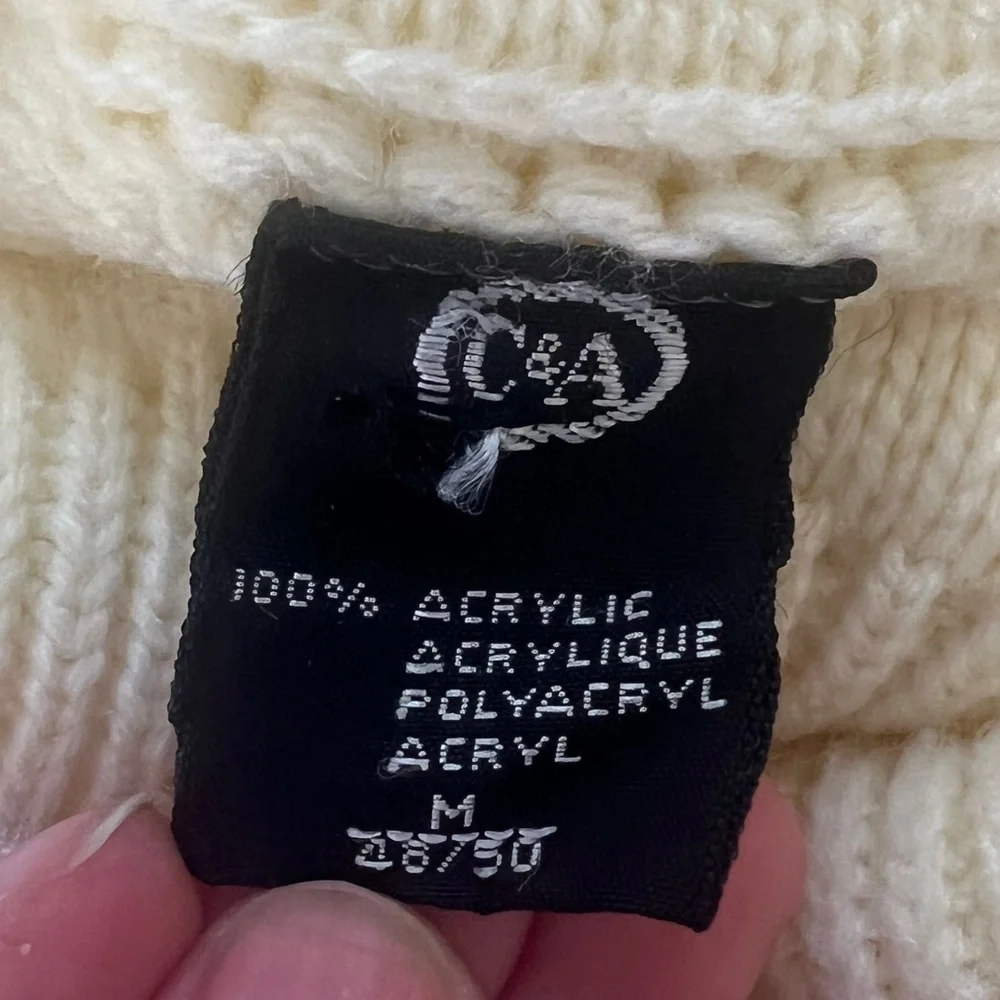 C&A
100% ACRYLIC
ACRYLIQUE
POLYACRYL
ACRYL
M
48/50